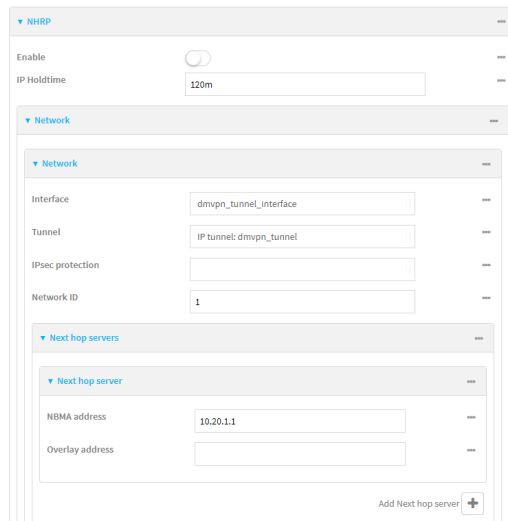 NHRP
Enable
IP Holdtime 120m
Network
Network
Interface dmvpn_tunnel_interface
Tunnel IP tunnel: dmvpn_tunnel
IPsec protection
Network ID 1
Next hop servers
Next hop server
NBMA address 10.20.1.1
Overlay address
Add Next hop server